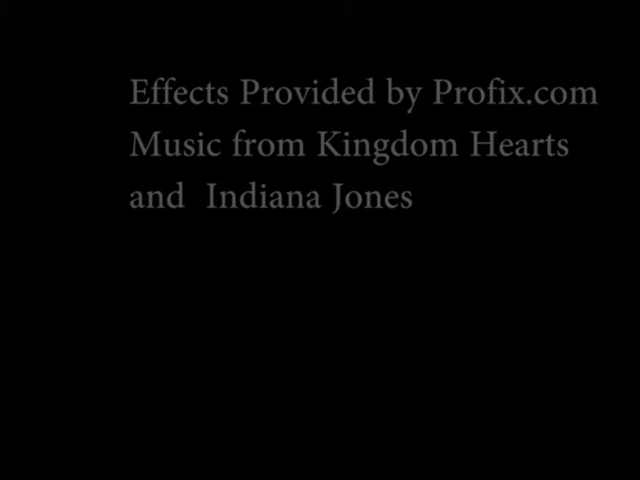 Effects Provided by Profix.com
Music from Kingdom Hearts
and  Indiana Jones